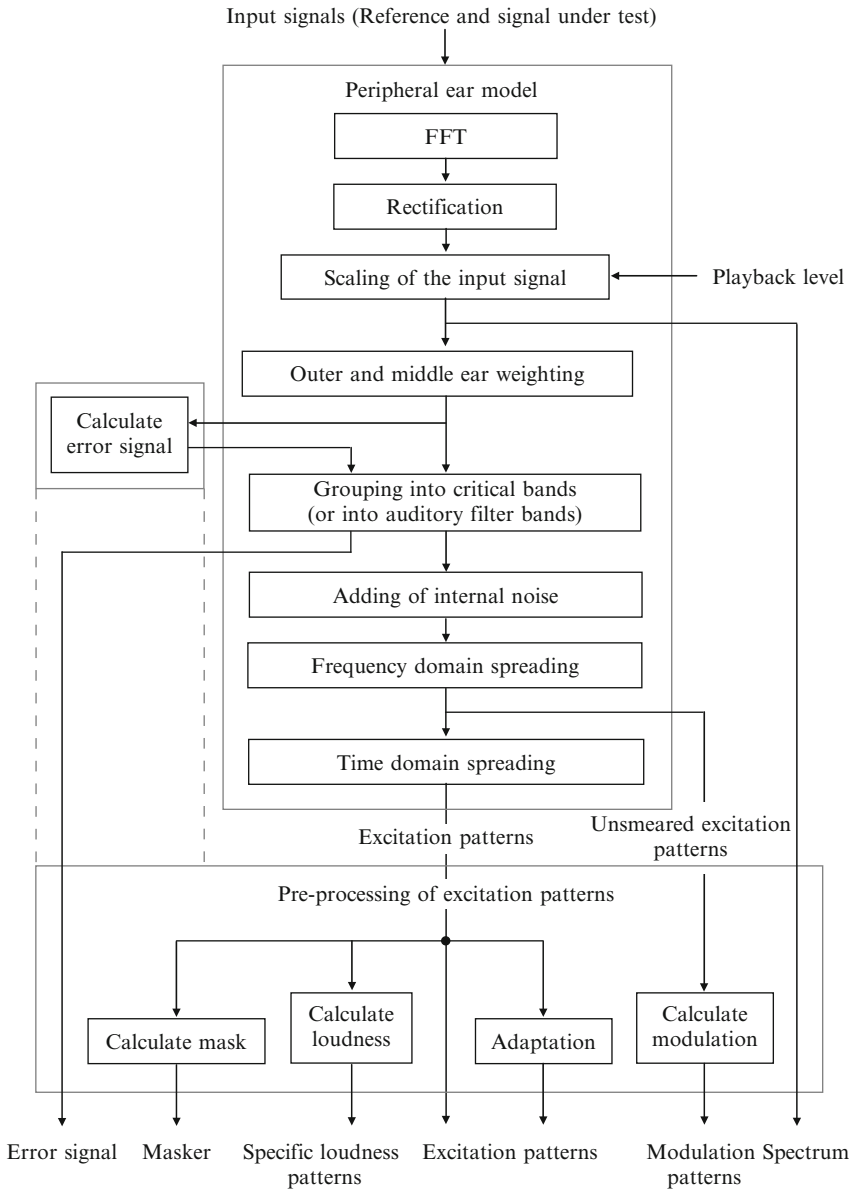 Input signals (Reference and signal under test)
Peripheral ear model
FFT
Rectification
Scaling of the input signal
Playback level
Outer and middle ear weighting
Calculate
error signal
Grouping into critical bands
(or into auditory filter bands)
Adding of internal noise
Frequency domain spreading
Time domain spreading
Excitation patterns
Unsmeared excitation
patterns
Pre-processing of excitation patterns
Calculate mask
Calculate
loudness
Adaptation
Calculate
modulation
Error signal
Masker
Specific loudness
patterns
Excitation patterns
Modulation
patterns
Spectrum